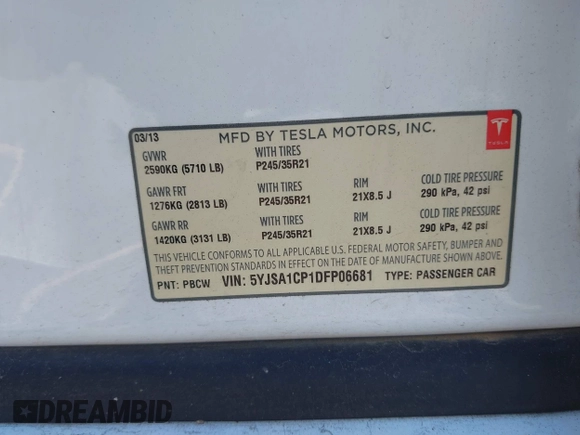 03/13 MFD BY TESLA MOTORS, INC.
TESLA
GVWR WITH TIRES
2590KG (5710 LB) P245/35R21
GAWR FRT WITH TIRES RIM COLD TIRE PRESSURE
1276KG (2813 LB) P245/35R21 21X8.5 J 290 kPa, 42 psi
GAWR RR WITH TIRES RIM COLD TIRE PRESSURE
1420KG (3131 LB) P245/35R21 21X8.5 J 290 kPa, 42 psi
THIS VEHICLE CONFORMS TO ALL APPLICABLE U.S. FEDERAL MOTOR SAFETY, BUMPER AND
THEFT PREVENTION STANDARDS IN EFFECT ON THE DATE OF MANUFACTURE SHOWN ABOVE.
PNT: PBCW VIN: 5YJSA1CP1DFP06681 TYPE: PASSENGER CAR
DREAMBID